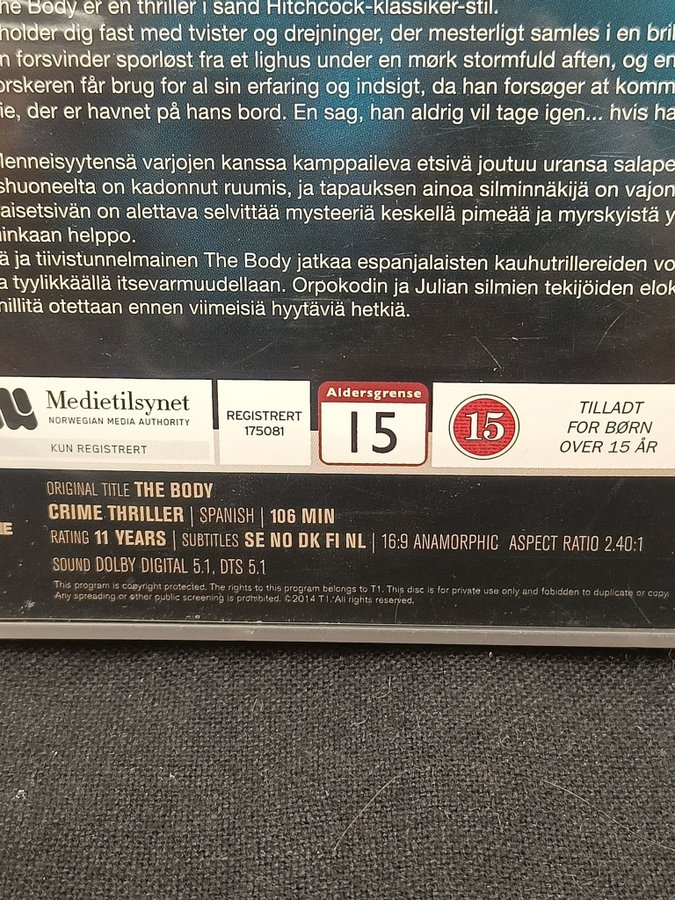 he Body er en thriller i sand Hitchcock-klassiker-stil.
holder dig fast med tvister og drejninger, der mesterligt samles i en bril
n forsvinder sporløst fra et lighus under en mørk stormfuld aften, og en
orskeren får brug for al sin erfaring og indsigt, da han forsøger at komm
fie, der er havnet på hans bord. En sag, han aldrig vil tage igen... hvis ha
Menneisyytensä varjojen kanssa kamppaileva etsivä joutuu uransa salape
shuoneelta on kadonnut ruumis, ja tapauksen ainoa silminnäkijä on vajon
aisetsivän on alettava selvittää mysteeriä keskellä pimeää ja myrskyistä y
inkaan helppo.
ä ja tiivistunnelmainen The Body jatkaa espanjalaisten kauhutrillereiden vo
a tyylikkäällä itsevarmuudellaan. Orpokodin ja Julian silmien tekijöiden elok
millitä otettaan ennen viimeisiä hyytäviä hetkiä.
Medietilsynet
NORWEGIAN MEDIA AUTHORITY
KUN REGISTRERT
REGISTRERT
175081
Aldersgrense
15
15
TILLADT
FOR BØRN
OVER 15 ÅR
ORIGINAL TITLE THE BODY
CRIME THRILLER | SPANISH | 106 MIN
RATING 11 YEARS | SUBTITLES SE NO DK FI NL | 16:9 ANAMORPHIC ASPECT RATIO 2.40:1
SOUND DOLBY DIGITAL 5.1, DTS 5.1
This program is copyright protected. The rights to this program belongs to T1. This disc is for private use only and fobidden to duplicate or copy.
Any spreading or other public screening is prohibited. ©2014 T1. All rights reserved.